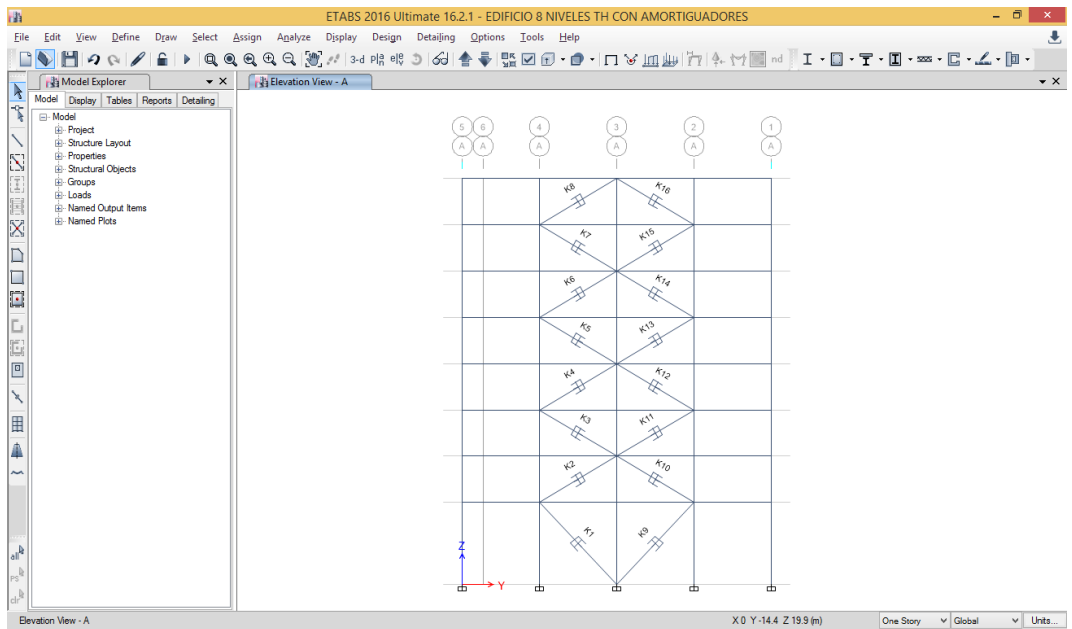 ETABS 2016 Ultimate 16.2.1 - EDIFICIO 8 NIVELES TH CON AMORTIGUADORES
File Edit View Define Draw Select Assign Analyze Display Design Detailing Options Tools Help
3-d nd
Model Explorer
Elevation View - A
Model Display Tables Reports Detailing
Model
Project
Structure Layout
Properties
Structural Objects
Groups
Loads
Named Output Items
Named Plots
5 6 4 3 2 1
A A A A A A
K8 K16
K7 K15
K6 K14
K5 K13
K4 K12
K3 K11
K2 K10
K1 K9
Z
Y
all
ps
clr
Elevation View - A
X 0 Y -14.4 Z 19.9 (m)
One Story
Global
Units...